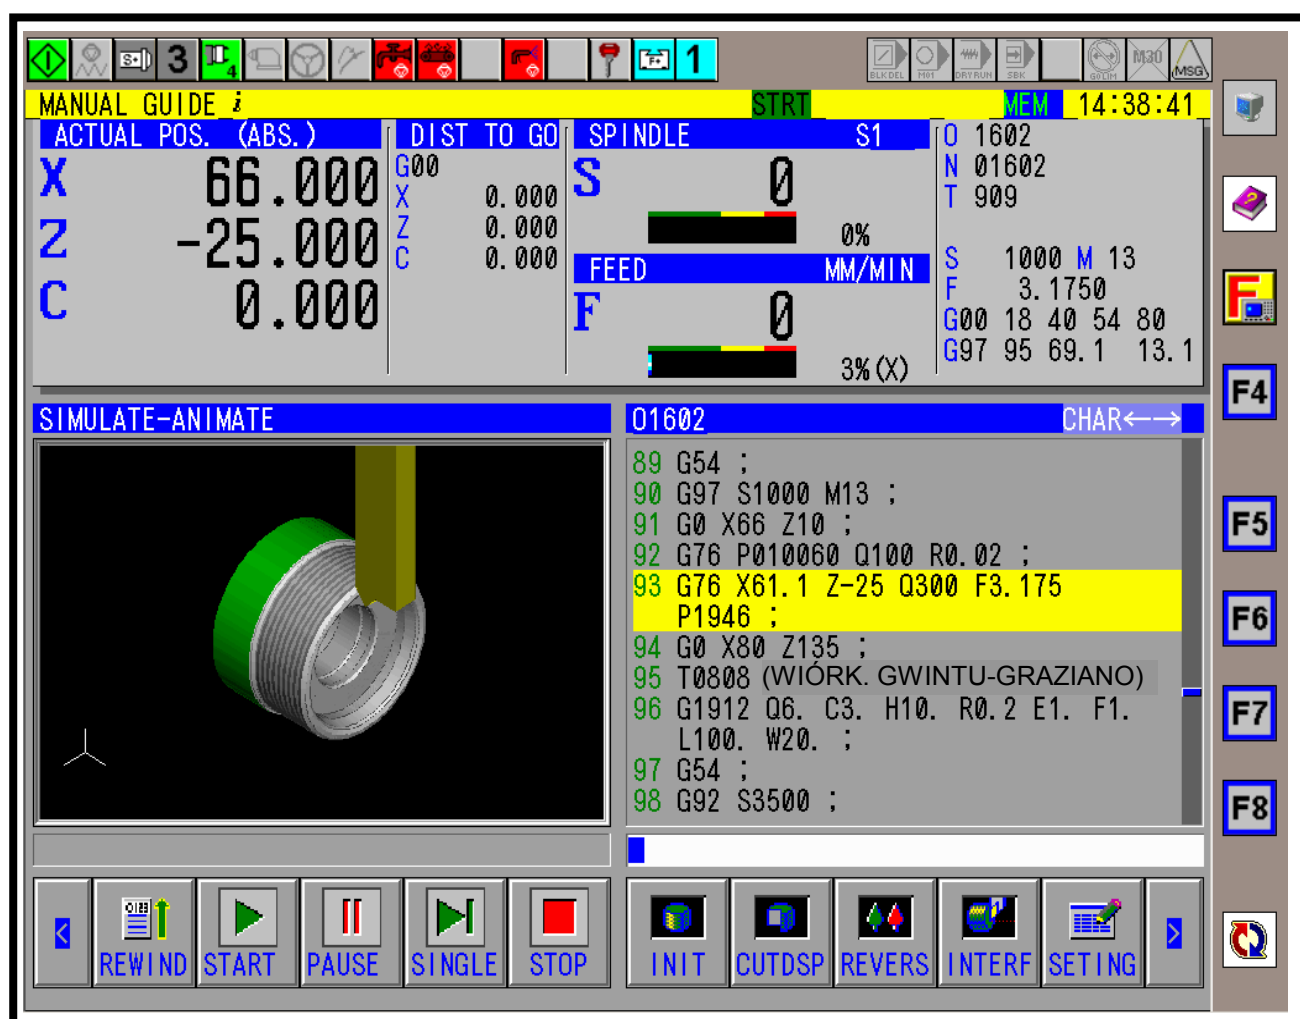 S
3
4
F+
1
BLK DEL
M01
DRY RUN
SBK
GO LIM
M30
MSG
MANUAL GUIDE i STRT MEM 14:38:41
ACTUAL POS. (ABS.)
X 66.000
Z -25.000
C 0.000
DIST TO GO
G00
X 0.000
Z 0.000
C 0.000
SPINDLE S1
S 0
0%
FEED MM/MIN
F 0
3%(X)
O 1602
N 01602
T 909
S 1000 M 13
F 3.1750
G00 18 40 54 80
G97 95 69.1 13.1
SIMULATE-ANIMATE
O1602 CHAR←→
89 G54 ;
90 G97 S1000 M13 ;
91 G0 X66 Z10 ;
92 G76 P010060 Q100 R0.02 ;
93 G76 X61.1 Z-25 Q300 F3.175
P1946 ;
94 G0 X80 Z135 ;
95 T0808 (WIÓRK. GWINTU-GRAZIANO)
96 G1912 Q6. C3. H10. R0.2 E1. F1.
L100. W20. ;
97 G54 ;
98 G92 S3500 ;
<
REWIND
START
PAUSE
SINGLE
STOP
INIT
CUTDSP
REVERS
INTERF
SETING
>
F
F4
F5
F6
F7
F8